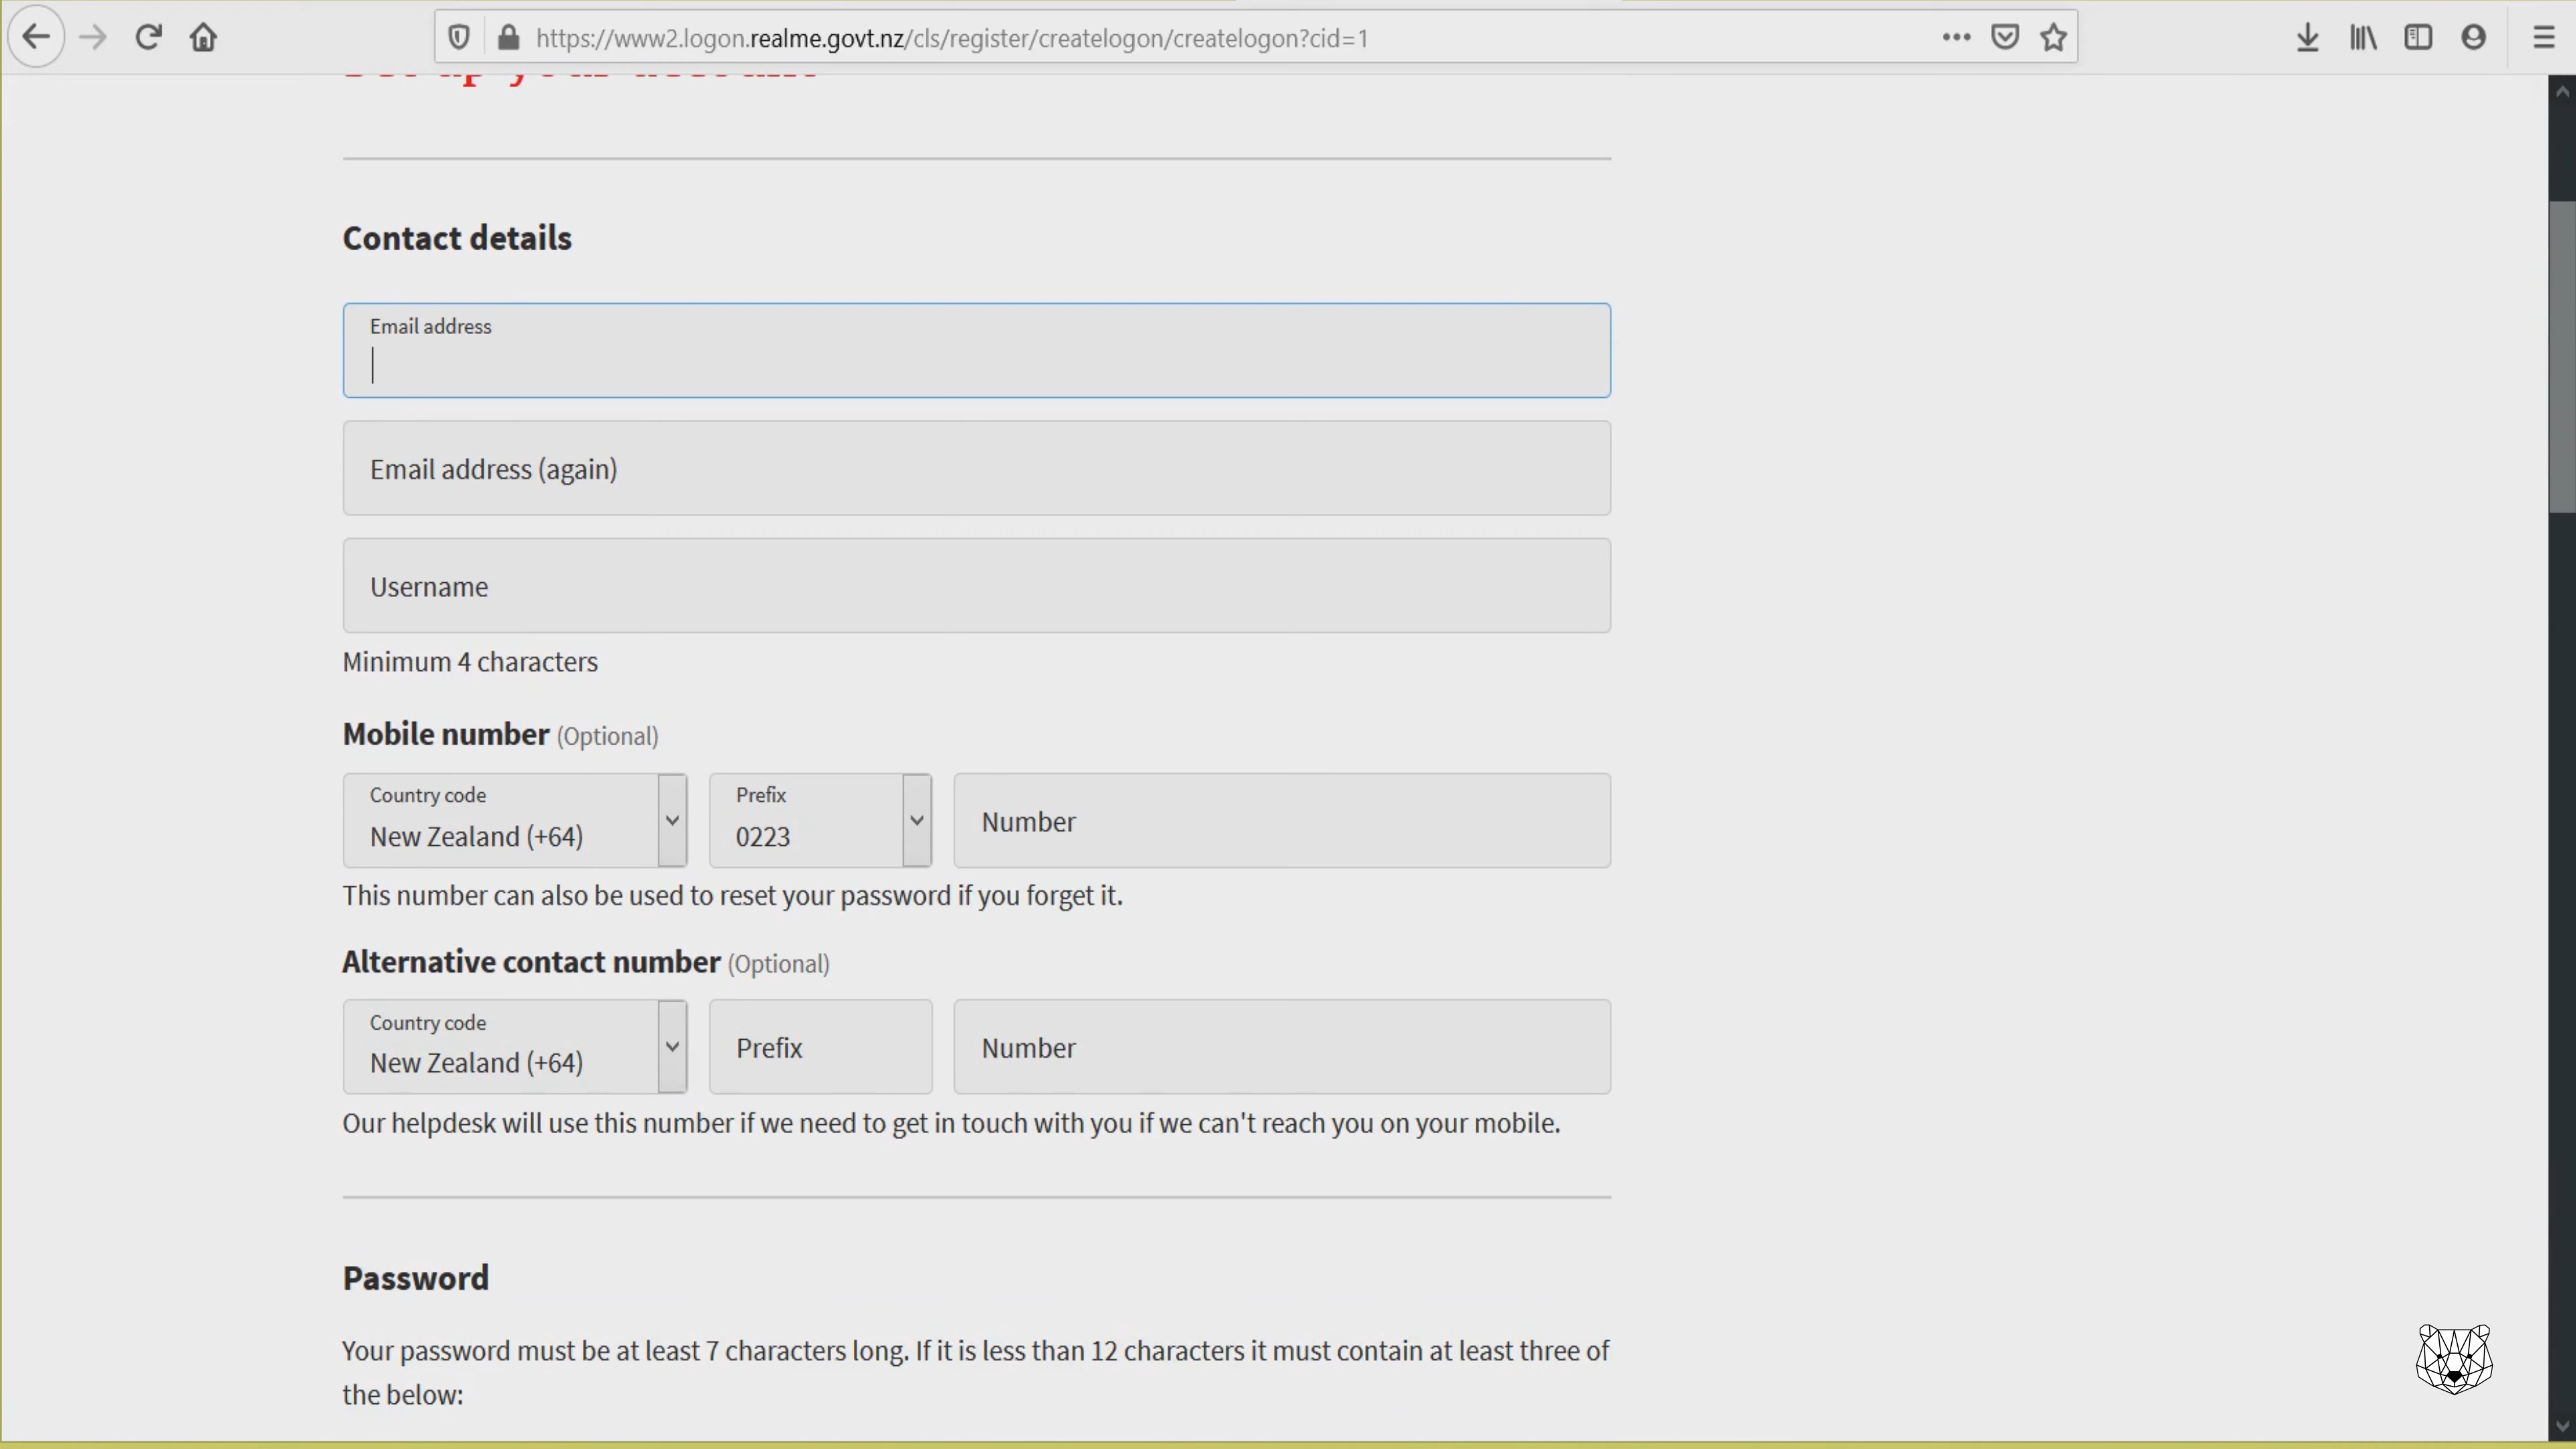 https://www2.logon.realme.govt.nz/cls/register/createlogon/createlogon?cid=1
Contact details
Email address
Email address (again)
Username
Minimum 4 characters
Mobile number (Optional)
Country code
New Zealand (+64)
Prefix
0223
Number
This number can also be used to reset your password if you forget it.
Alternative contact number (Optional)
Country code
New Zealand (+64)
Prefix
Number
Our helpdesk will use this number if we need to get in touch with you if we can't reach you on your mobile.
Password
Your password must be at least 7 characters long. If it is less than 12 characters it must contain at least three of
the below: